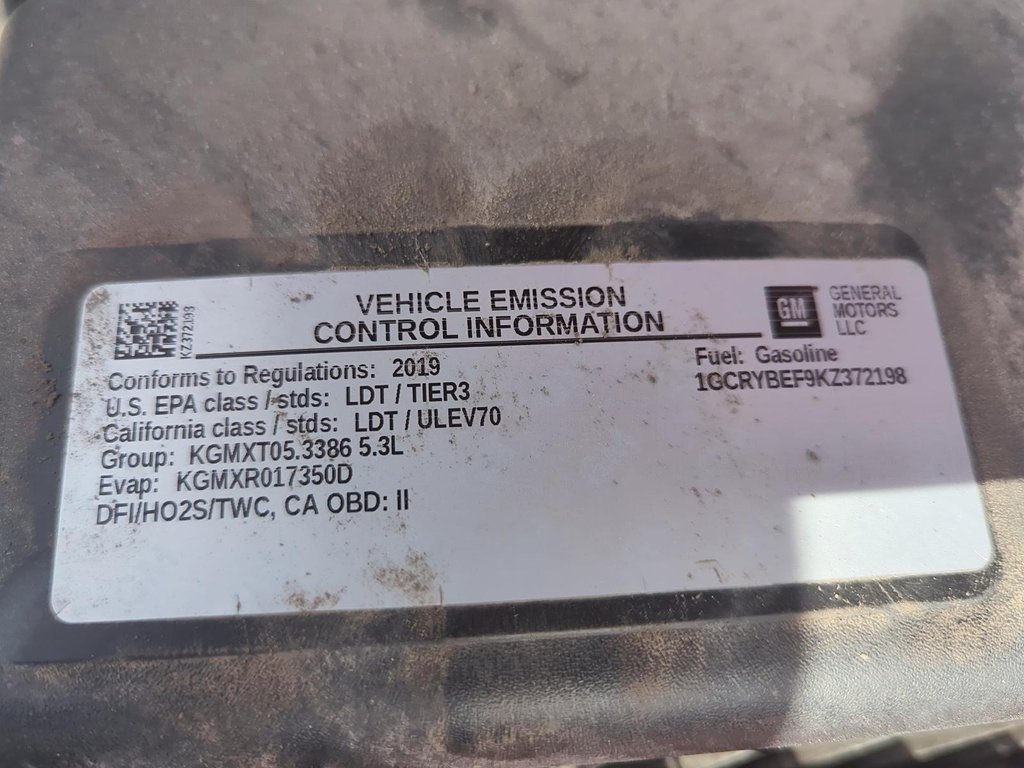 KZ372198
VEHICLE EMISSION
CONTROL INFORMATION
GM
GENERAL
MOTORS
LLC
Conforms to Regulations: 2019
U.S. EPA class / stds: LDT / TIER3
California class / stds: LDT / ULEV70
Group: KGMXT05.3386 5.3L
Evap: KGMXR017350D
DFI/HO2S/TWC, CA OBD: II
Fuel: Gasoline
1GCRYBEF9KZ372198